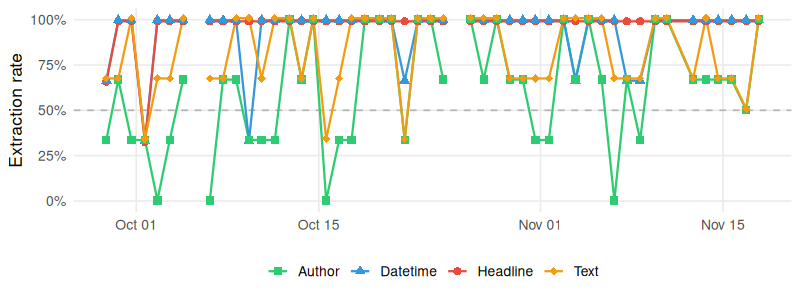 Extraction rate
100%
75%
50%
25%
0%
Oct 01 Oct 15 Nov 01 Nov 15
Author Datetime Headline Text